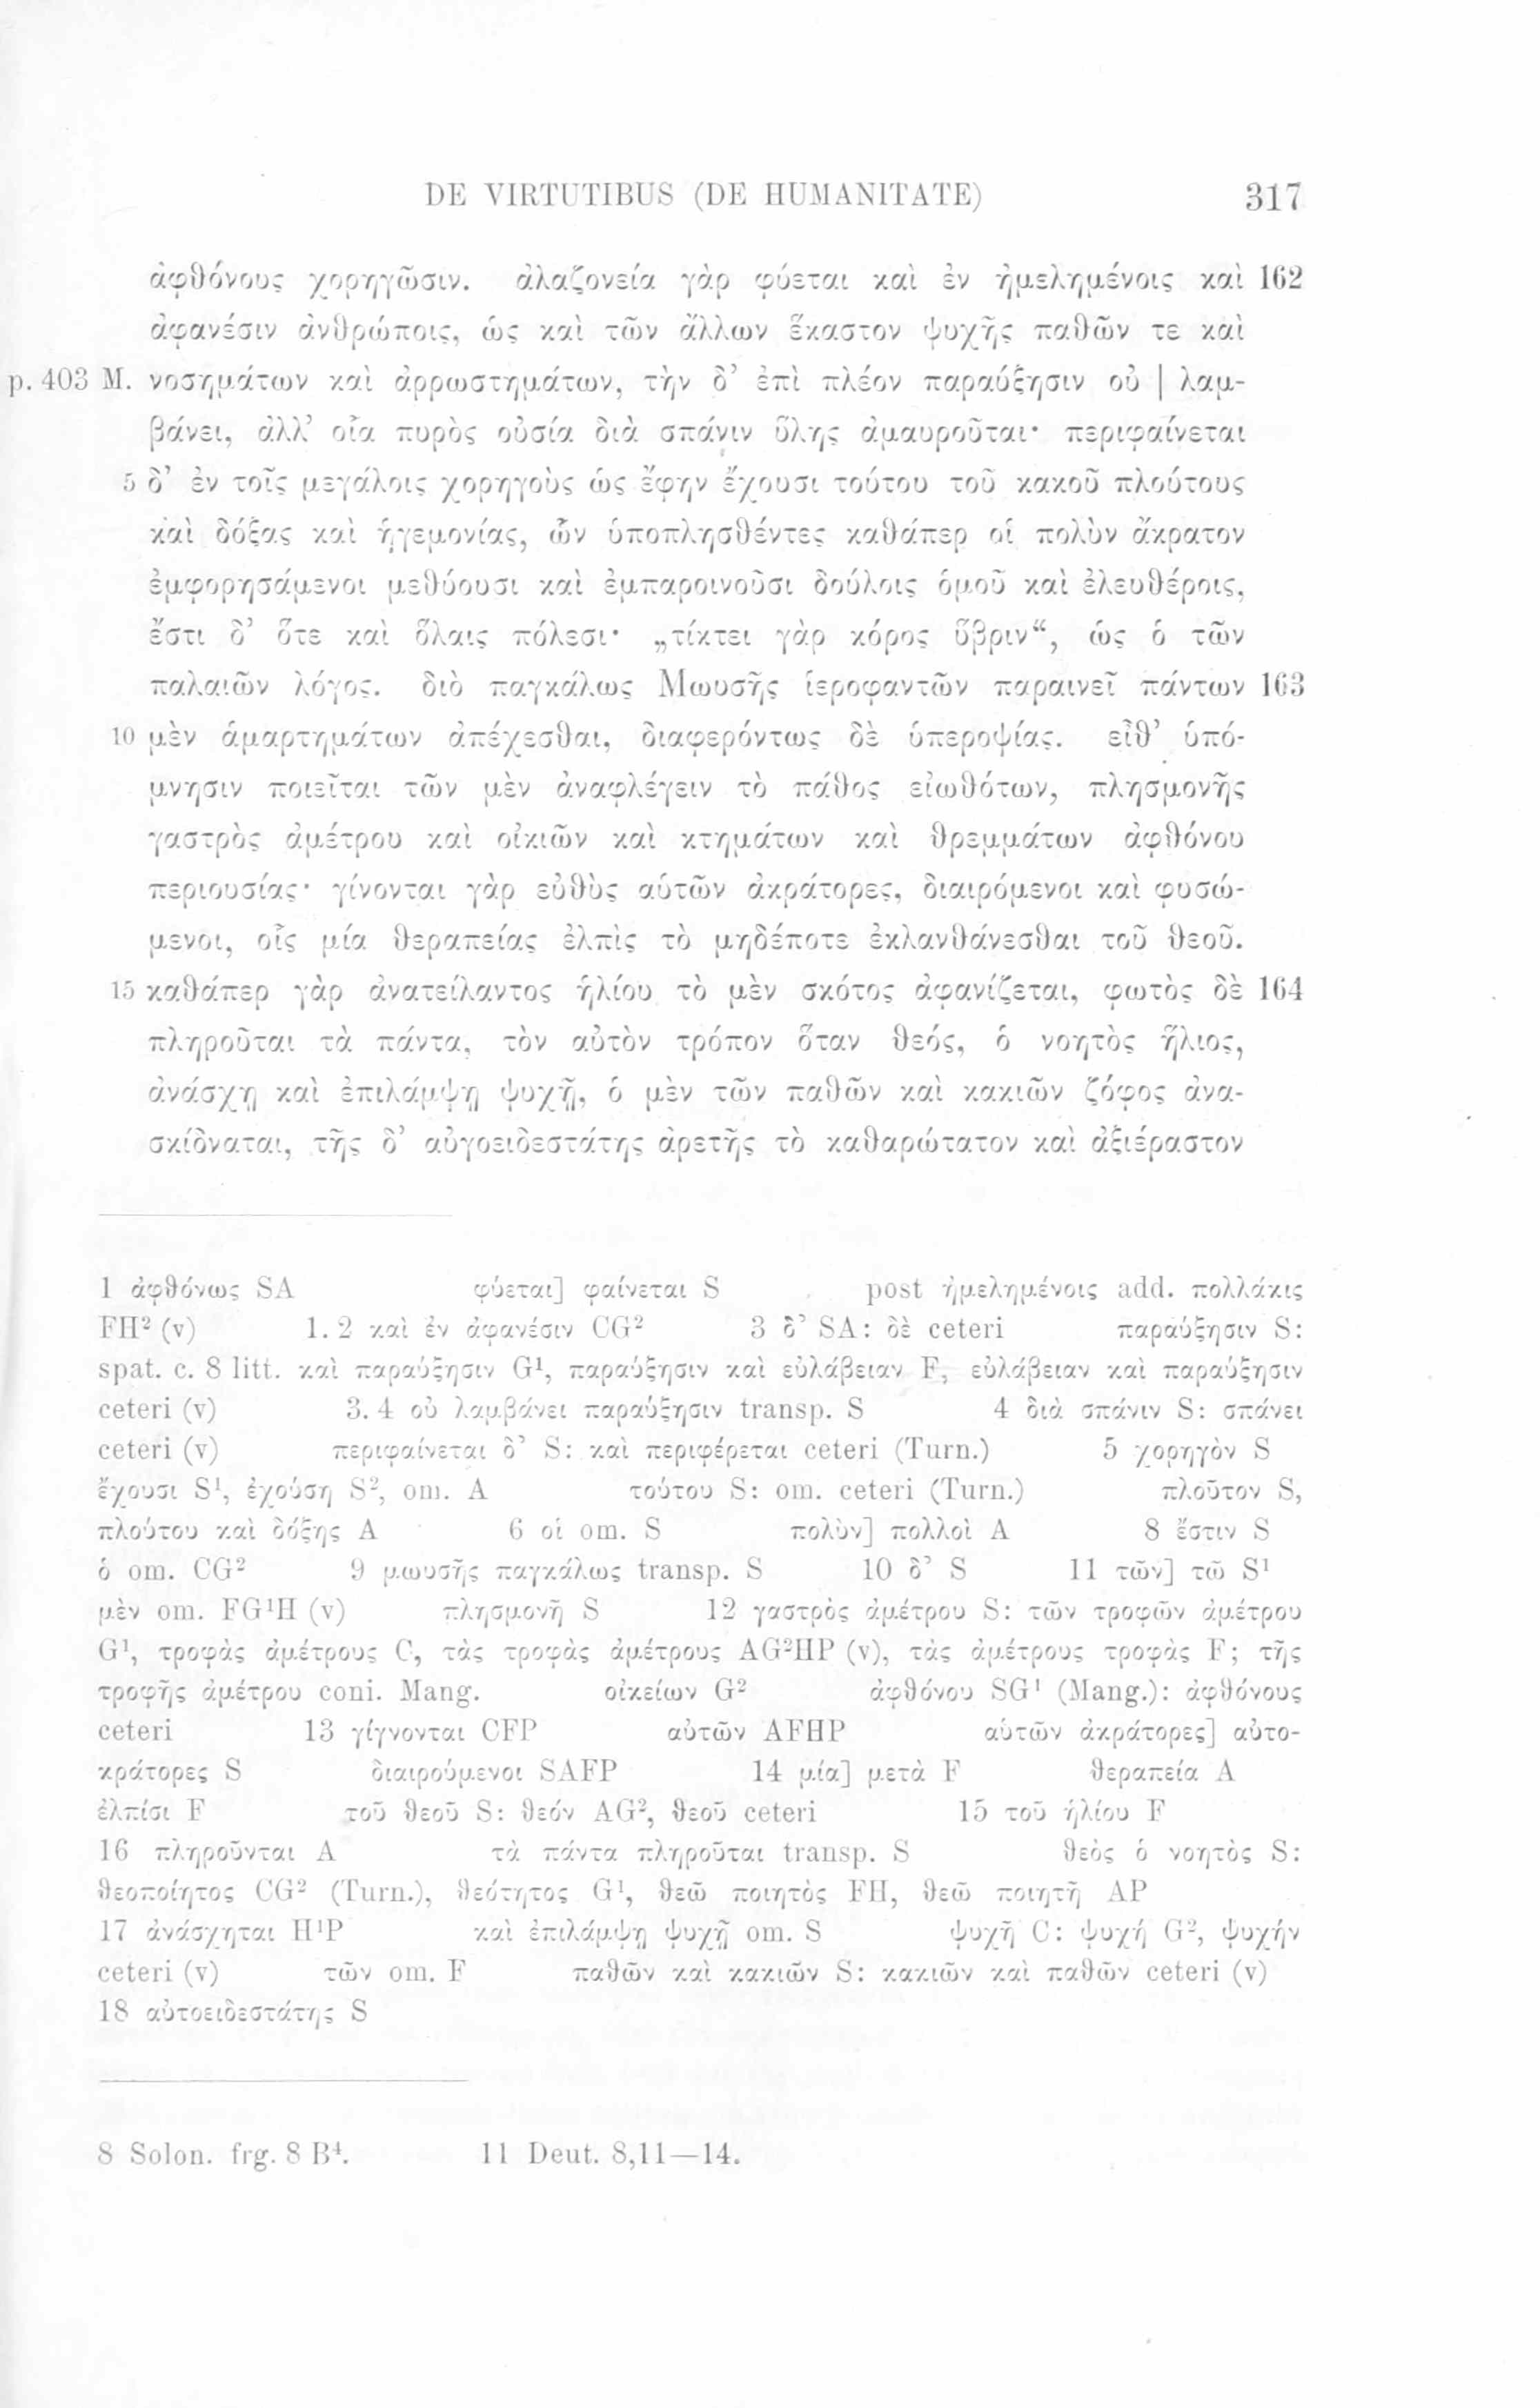 DE VIRTUTIBUS (DE HUMANITATE) 317
ἀφθόνους χορηγῶσιν. ἀλαζονεία γὰρ φύεται καὶ ἐν ἠμελημένοις καὶ 162
ἀφανέσιν ἀνθρώποις, ὡς καὶ τῶν ἄλλων ἕκαστον ψυχῆς παθῶν τε καὶ
p. 403 M. νοσημάτων καὶ ἀρρωστημάτων, τὴν δ’ ἐπὶ πλέον παραύξησιν οὐ | λαμ-
βάνει, ἀλλ’ οἷα πυρὸς οὐσία διὰ σπάνιν ὕλης ἀμαυροῦται· περιφαίνεται
5 δ’ ἐν τοῖς μεγάλοις χορηγοὺς ὡς ἔφην ἔχουσι τούτου τοῦ κακοῦ πλούτους
καὶ δόξας καὶ ἡγεμονίας, ὧν ὑποπλησθέντες καθάπερ οἱ πολὺν ἄκρατον
ἐμφορησάμενοι μεθύουσι καὶ ἐμπαροινοῦσι δούλοις ὁμοῦ καὶ ἐλευθέροις,
ἔστι δ’ ὅτε καὶ ὅλαις πόλεσι· „τίκτει γὰρ κόρος ὕβριν“, ὡς ὁ τῶν
παλαιῶν λόγος. διὸ παγκάλως Μωυσῆς ἱεροφαντῶν παραινεῖ πάντων 163
10 μὲν ἁμαρτημάτων ἀπέχεσθαι, διαφερόντως δὲ ὑπεροψίας. εἶθ’ ὑπό-
μνησιν ποιεῖται τῶν μὲν ἀναφλέγειν τὸ πάθος εἰωθότων, πλησμονῆς
γαστρὸς ἀμέτρου καὶ οἰκιῶν καὶ κτημάτων καὶ θρεμμάτων ἀφθόνου
περιουσίας· γίνονται γὰρ εὐθὺς αὑτῶν ἀκράτορες, διαιρόμενοι καὶ φυσώ-
μενοι, οἷς μία θεραπείας ἐλπὶς τὸ μηδέποτε ἐκλανθάνεσθαι τοῦ θεοῦ.
15 καθάπερ γὰρ ἀνατείλαντος ἡλίου τὸ μὲν σκότος ἀφανίζεται, φωτὸς δὲ 164
πληροῦται τὰ πάντα, τὸν αὐτὸν τρόπον ὅταν θεός, ὁ νοητὸς ἥλιος,
ἀνάσχῃ καὶ ἐπιλάμψῃ ψυχῇ, ὁ μὲν τῶν παθῶν καὶ κακιῶν ζόφος ἀνα-
σκίδναται, τῆς δ’ αὐγοειδεστάτης ἀρετῆς τὸ καθαρώτατον καὶ ἀξιέραστον
1 ἀφθόνως SA φύεται] φαίνεται S post ἠμελημένοις add. πολλάκις
FH² (v) 1. 2 καὶ ἐν ἀφανέσιν CG² 3 δ’ SA: δὲ ceteri παραύξησιν S:
spat. c. 8 litt. καὶ παραύξησιν G¹, παραύξησιν καὶ εὐλάβειαν F, εὐλάβειαν καὶ παραύξησιν
ceteri (v) 3. 4 οὐ λαμβάνει παραύξησιν transp. S 4 διὰ σπάνιν S: σπάνει
ceteri (v) περιφαίνεται δ’ S: καὶ περιφέρεται ceteri (Turn.) 5 χορηγὸν S
ἔχουσι S¹, ἐχούσῃ S², om. A τούτου S: om. ceteri (Turn.) πλοῦτον S,
πλούτου καὶ δόξης A 6 οἱ om. S πολὺν] πολλοὶ A 8 ἔστιν S
ὁ om. CG² 9 μωυσῆς παγκάλως transp. S 10 δ’ S 11 τῶν] τῶ S¹
μὲν om. FG¹H (v) πλησμονῆ S 12 γαστρὸς ἀμέτρου S: τῶν τροφῶν ἀμέτρου
G¹, τροφὰς ἀμέτρους C, τὰς τροφὰς ἀμέτρους AG²HP (v), τὰς ἀμέτρους τροφὰς F; τῆς
τροφῆς ἀμέτρου coni. Mang. οἰκείων G² ἀφθόνου SG¹ (Mang.): ἀφθόνους
ceteri 13 γίγνονται CFP αὐτῶν AFHP αὑτῶν ἀκράτορες] αὐτο-
κράτορες S διαιρούμενοι SAFP 14 μία] μετὰ F θεραπεία A
ἐλπίσι F τοῦ θεοῦ S: θεόν AG², θεοῦ ceteri 15 τοῦ ἡλίου F
16 πληροῦνται A τὰ πάντα πληροῦται transp. S θεὸς ὁ νοητὸς S:
θεοποίητος CG² (Turn.), θεότητος G¹, θεῶ ποιητὸς FH, θεῶ ποιητῆ AP
17 ἀνάσχηται H¹P καὶ ἐπιλάμψῃ ψυχῇ om. S ψυχῆ C: ψυχή G², ψυχήν
ceteri (v) τῶν om. F παθῶν καὶ κακιῶν S: κακιῶν καὶ παθῶν ceteri (v)
18 αὐτοειδεστάτης S
8 Solon. frg. 8 B⁴. 11 Deut. 8,11—14.